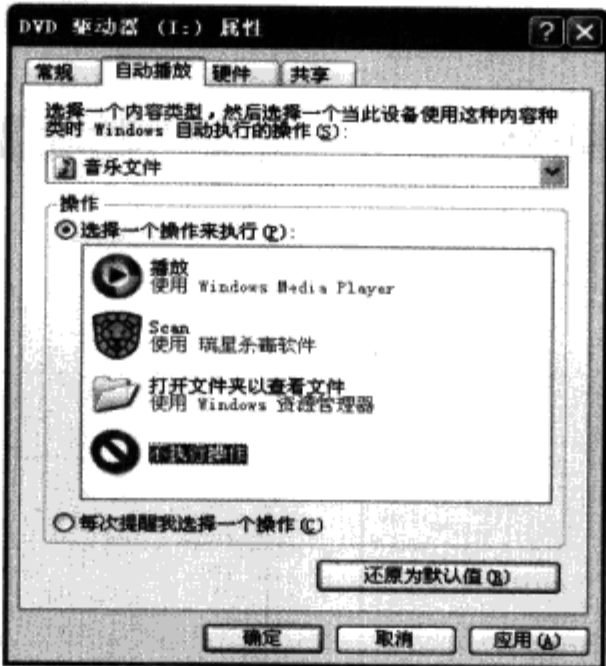 DVD 驱动器 (I:) 属性
常规 自动播放 硬件 共享
选择一个内容类型，然后选择一个当此设备使用这种内容种
类时 Windows 自动执行的操作(S):
音乐文件
操作
选择一个操作来执行(P):
播放
使用 Windows Media Player
Scan
使用 瑞星杀毒软件
打开文件夹以查看文件
使用 Windows 资源管理器
不执行操作
每次提醒我选择一个操作(C)
还原为默认值(R)
确定 取消 应用(A)